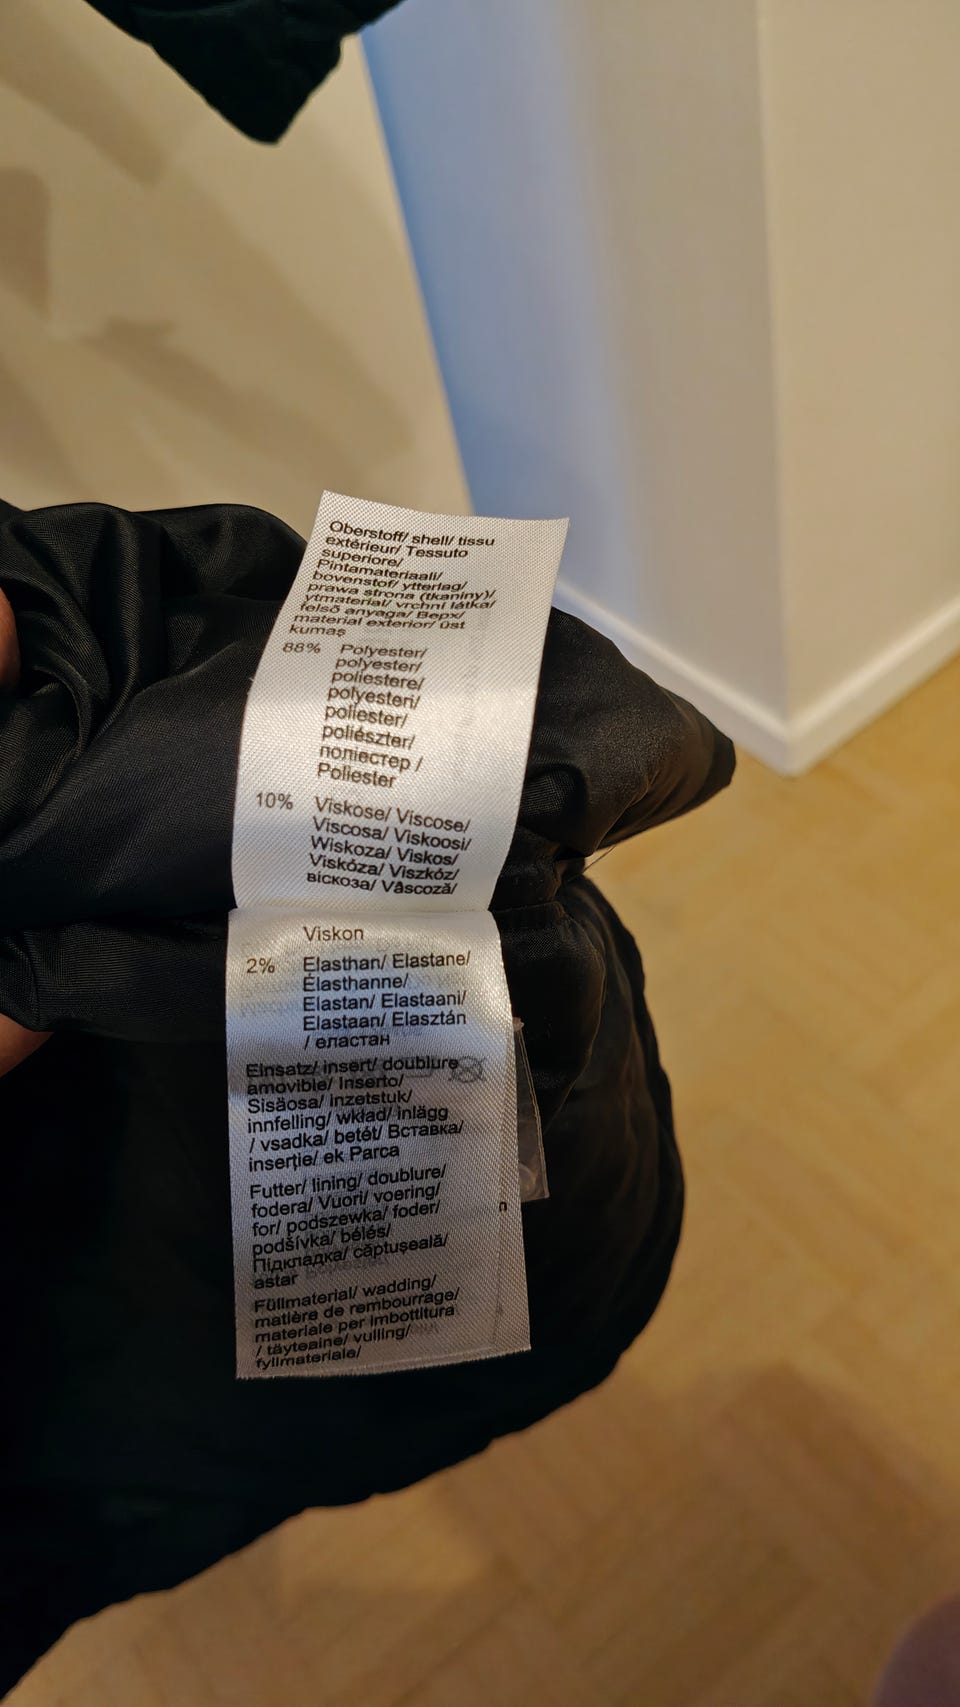 Oberstoff/ shell/ tissu
extérieur/ Tessuto
superiore/
Pintamateriaali/
bovenstof/ ytterlag/
prawa strona (tkaniny)/
ytmaterial/ vrchní látka/
felső anyaga/ Верх/
material exterior/ üst
kumaş
88% Polyester/
polyester/
poliestere/
polyesteri/
poliester/
poliészter/
поліестер /
Poliester
10% Viskose/ Viscose/
Viscosa/ Viskoosi/
Wiskoza/ Viskos/
Viskóza/ Viszkóz/
віскоза/ Vâscoză/
Viskon
2% Elasthan/ Elastane/
Élasthanne/
Elastan/ Elastaani/
Elastaan/ Elasztán
/ еластан
Einsatz/ insert/ doublure
amovible/ Inserto/
Sisäosa/ inzetstuk/
innfelling/ wkład/ inlägg
/ vsadka/ betét/ Вставка/
inserție/ ek Parca
Futter/ lining/ doublure/
fodera/ Vuori/ voering/
for/ podszewka/ foder/
podšívka/ bélés/
Підкладка/ căptușeală/
astar
Füllmaterial/ wadding/
matière de rembourrage/
materiale per imbottitura
/ täyteaine/ vulling/
fyllmateriale/